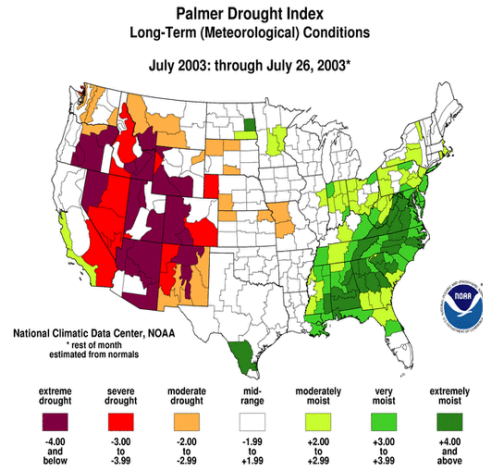 Palmer Drought Index
Long-Term (Meteorological) Conditions
July 2003: through July 26, 2003*
National Climatic Data Center, NOAA
* rest of month
estimated from normals
NOAA
extreme drought
severe drought
moderate drought
mid-range
moderately moist
very moist
extremely moist
-4.00 and below
-3.00 to -3.99
-2.00 to -2.99
-1.99 to +1.99
+2.00 to +2.99
+3.00 to +3.99
+4.00 and above